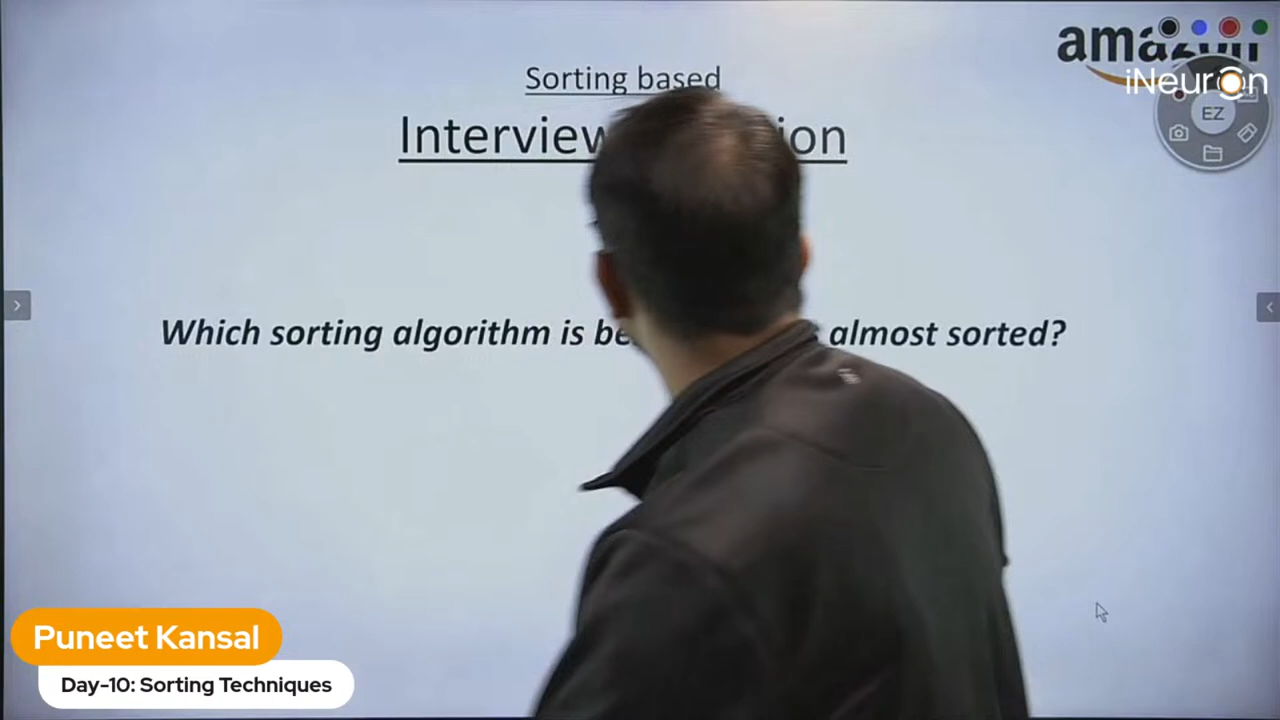 amazon
iNeuron
Sorting based
EZ
Interview ion
Which sorting algorithm is be almost sorted?
Puneet Kansal
Day-10: Sorting Techniques